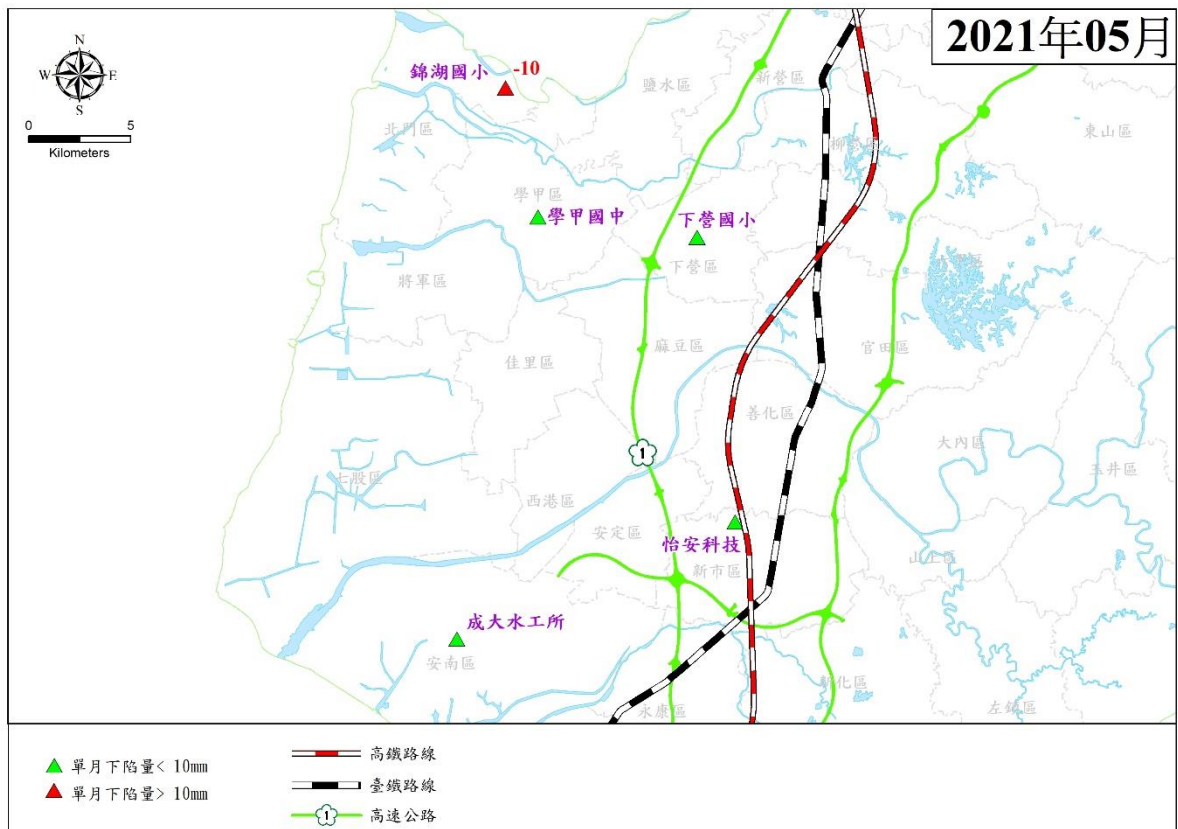 2021年05月
N
W E
S
0 5
Kilometers
錦湖國小
-10
鹽水區
新營區
北門區
東山區
學甲區
學甲國中
下營國小
下營區
將軍區
麻豆區
官田區
佳里區
善化區
大內區
玉井區
1
七股區
西港區
安定區
怡安科技
新市區
山上區
成大水工所
安南區
新化區
永康區
左鎮區
單月下陷量< 10mm
單月下陷量> 10mm
高鐵路線
臺鐵路線
1 高速公路